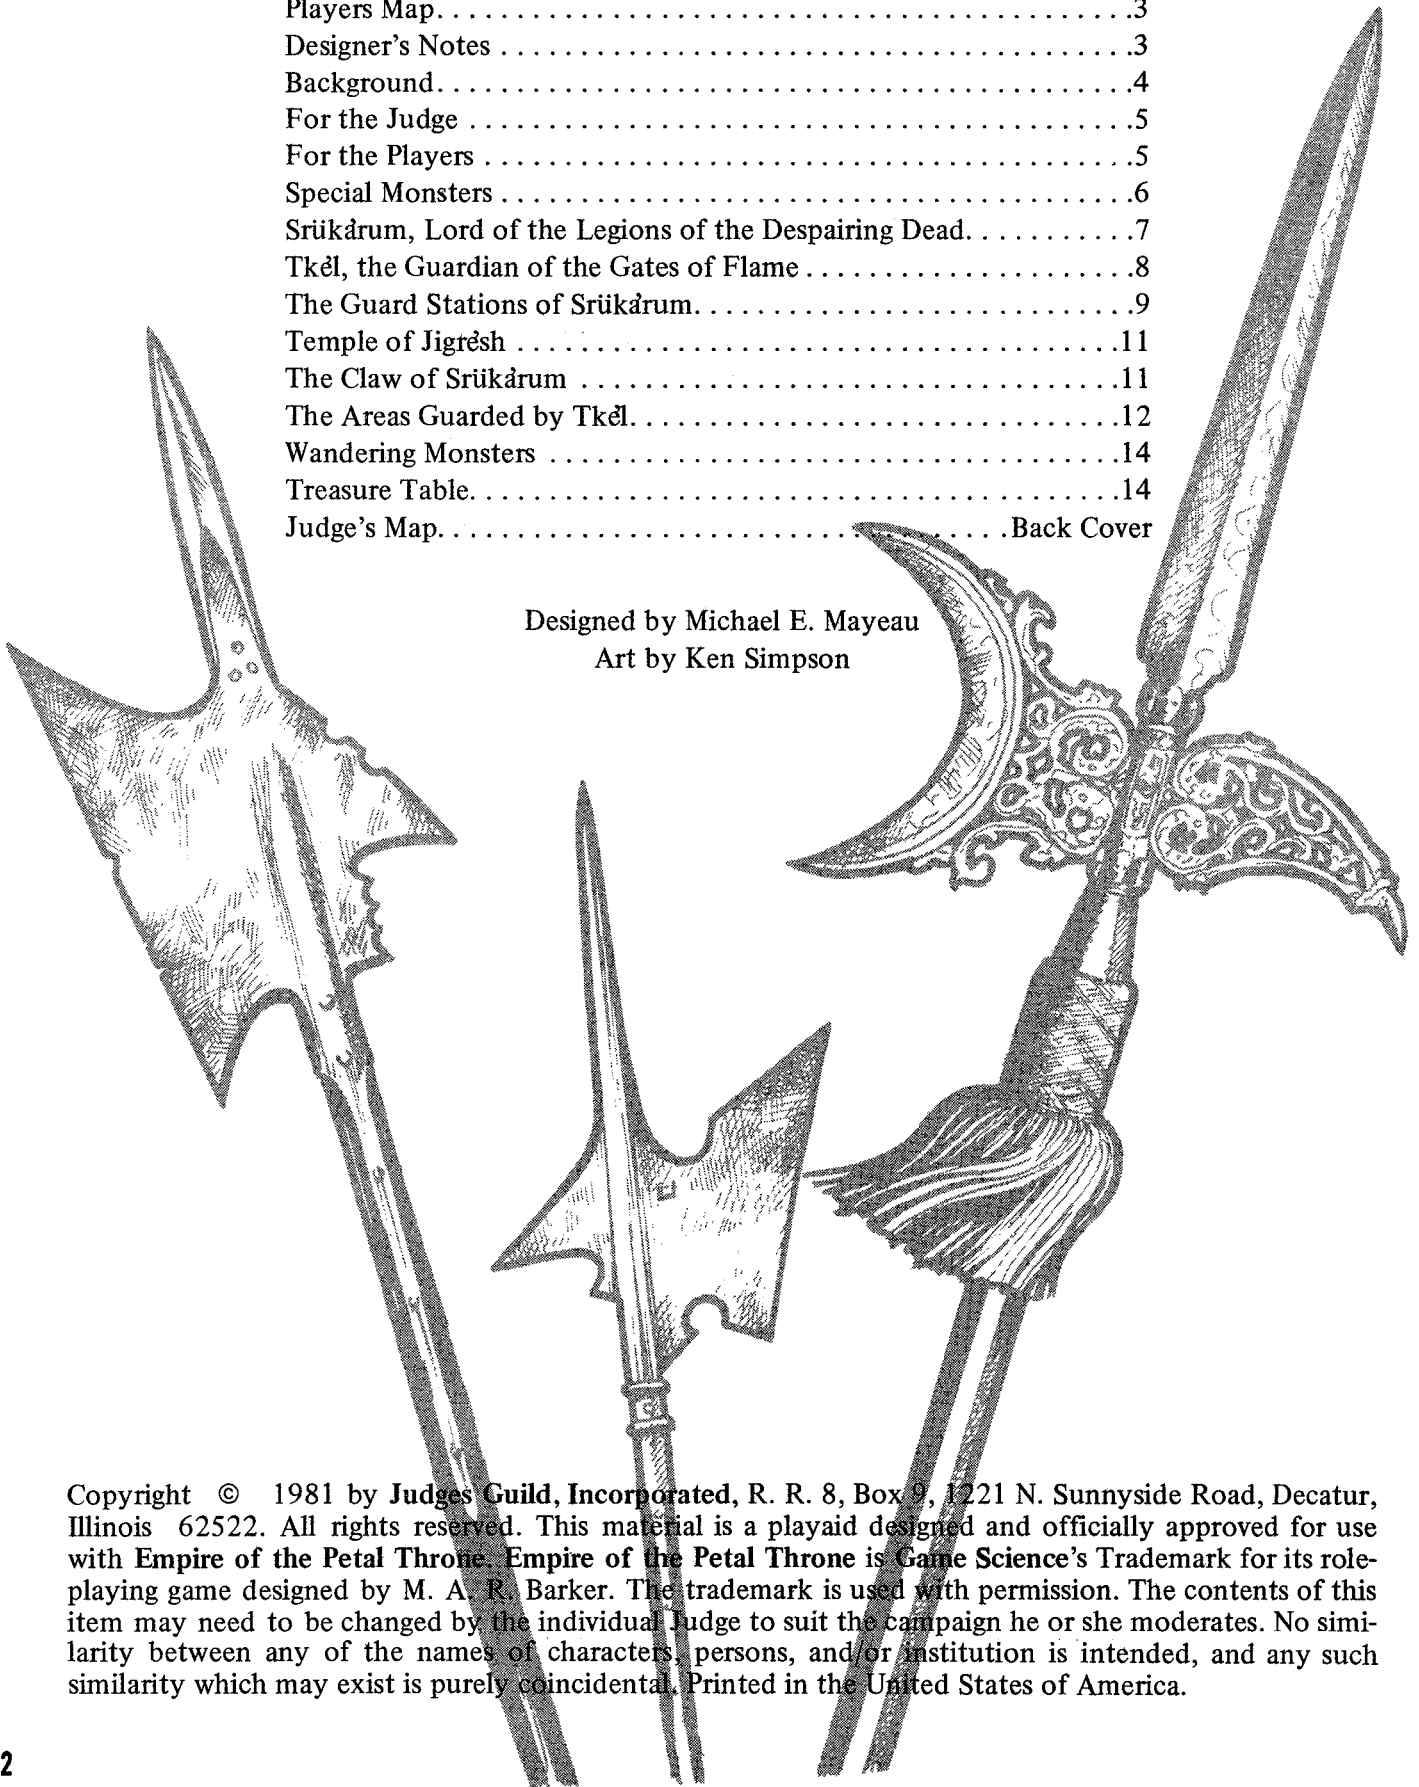 Players Map. . . . . . . . . . . . . . . . . . . . . . . . . . . . . . . . . . . . . . . . . . . .3
Designer's Notes . . . . . . . . . . . . . . . . . . . . . . . . . . . . . . . . . . . . . . . .3
Background. . . . . . . . . . . . . . . . . . . . . . . . . . . . . . . . . . . . . . . . . . . .4
For the Judge . . . . . . . . . . . . . . . . . . . . . . . . . . . . . . . . . . . . . . . . . .5
For the Players . . . . . . . . . . . . . . . . . . . . . . . . . . . . . . . . . . . . . . . . .5
Special Monsters . . . . . . . . . . . . . . . . . . . . . . . . . . . . . . . . . . . . . . . .6
Srükárum, Lord of the Legions of the Despairing Dead. . . . . . . . . . .7
Tkél, the Guardian of the Gates of Flame . . . . . . . . . . . . . . . . . . . . .8
The Guard Stations of Srükárum. . . . . . . . . . . . . . . . . . . . . . . . . . . .9
Temple of Jigrésh . . . . . . . . . . . . . . . . . . . . . . . . . . . . . . . . . . . . . .11
The Claw of Srükárum . . . . . . . . . . . . . . . . . . . . . . . . . . . . . . . . . .11
The Areas Guarded by Tkél. . . . . . . . . . . . . . . . . . . . . . . . . . . . . . .12
Wandering Monsters . . . . . . . . . . . . . . . . . . . . . . . . . . . . . . . . . . . .14
Treasure Table. . . . . . . . . . . . . . . . . . . . . . . . . . . . . . . . . . . . . . . . .14
Judge's Map. . . . . . . . . . . . . . . . . . . . . . . . . . . . . . . . . . . .Back Cover
Designed by Michael E. Mayeau
Art by Ken Simpson
Copyright © 1981 by Judges Guild, Incorporated, R. R. 8, Box 9, 1221 N. Sunnyside Road, Decatur,
Illinois 62522. All rights reserved. This material is a playaid designed and officially approved for use
with Empire of the Petal Throne. Empire of the Petal Throne is Game Science's Trademark for its role-
playing game designed by M. A. R. Barker. The trademark is used with permission. The contents of this
item may need to be changed by the individual Judge to suit the campaign he or she moderates. No simi-
larity between any of the names of characters, persons, and/or institution is intended, and any such
similarity which may exist is purely coincidental. Printed in the United States of America.
2